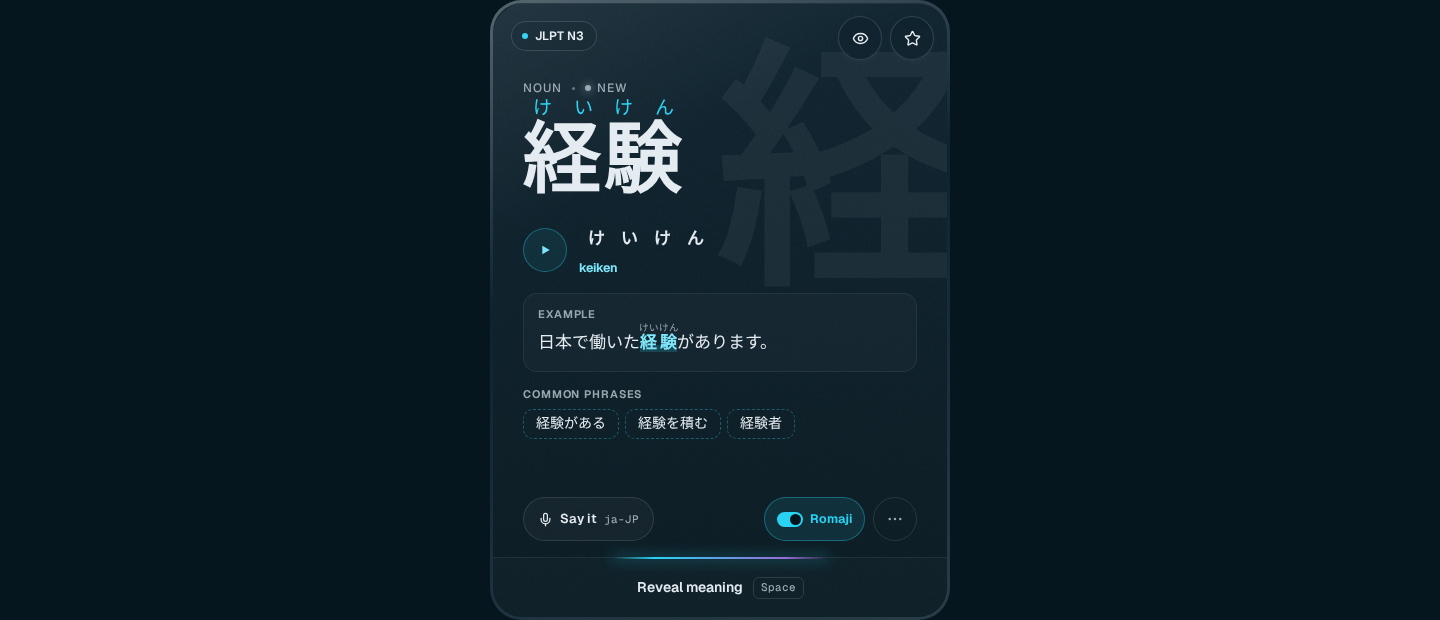 JLPT N3
経
NOUN • NEW
けいけん
経験
けいけん
keiken
EXAMPLE
けいけん
日本で働いた経験があります。
COMMON PHRASES
経験がある 経験を積む 経験者
Say it ja-JP Romaji
Reveal meaning Space